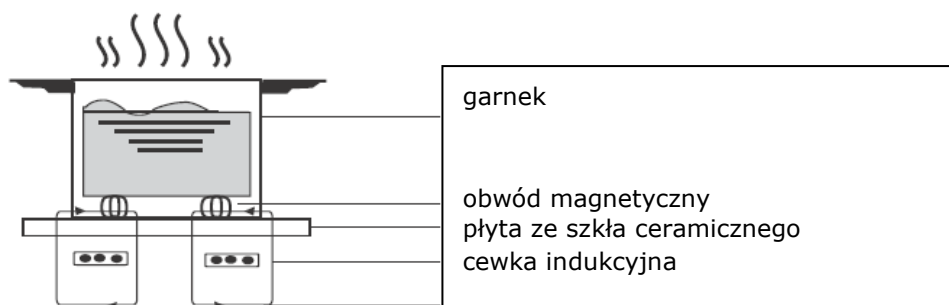 garnek
obwód magnetyczny
płyta ze szkła ceramicznego
cewka indukcyjna